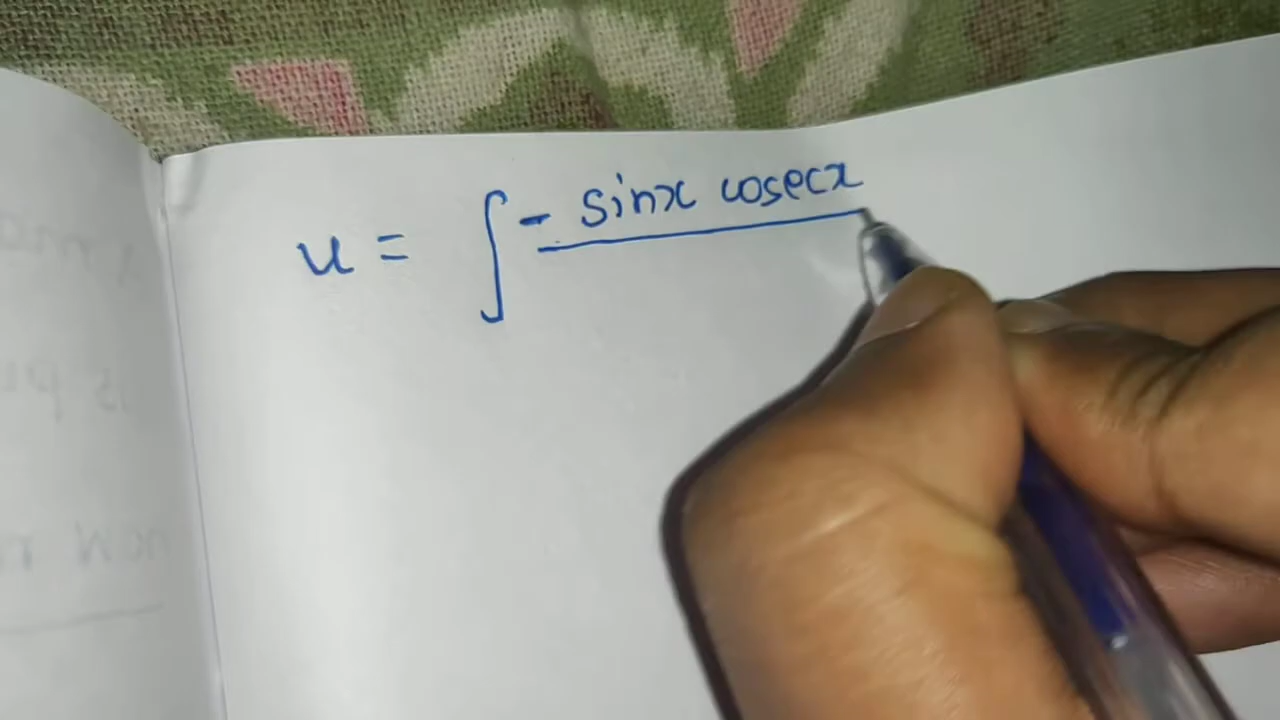 u = ∫ - sinx cosecx